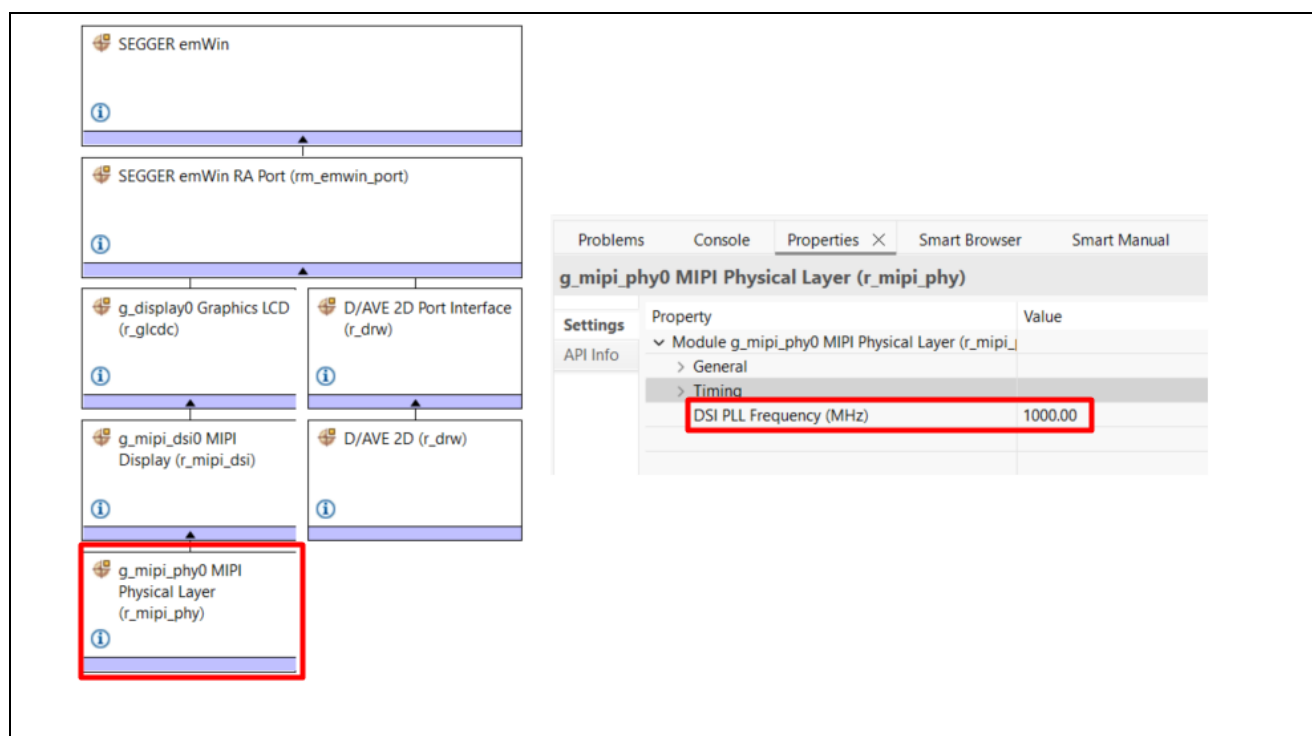 SEGGER emWin
SEGGER emWin RA Port (rm_emwin_port)
g_display0 Graphics LCD
(r_glcdc)
D/AVE 2D Port Interface
(r_drw)
g_mipi_dsi0 MIPI
Display (r_mipi_dsi)
D/AVE 2D (r_drw)
g_mipi_phy0 MIPI
Physical Layer
(r_mipi_phy)
Problems Console Properties Smart Browser Smart Manual
g_mipi_phy0 MIPI Physical Layer (r_mipi_phy)
Settings
API Info
Property Value
Module g_mipi_phy0 MIPI Physical Layer (r_mipi_
General
Timing
DSI PLL Frequency (MHz) 1000.00